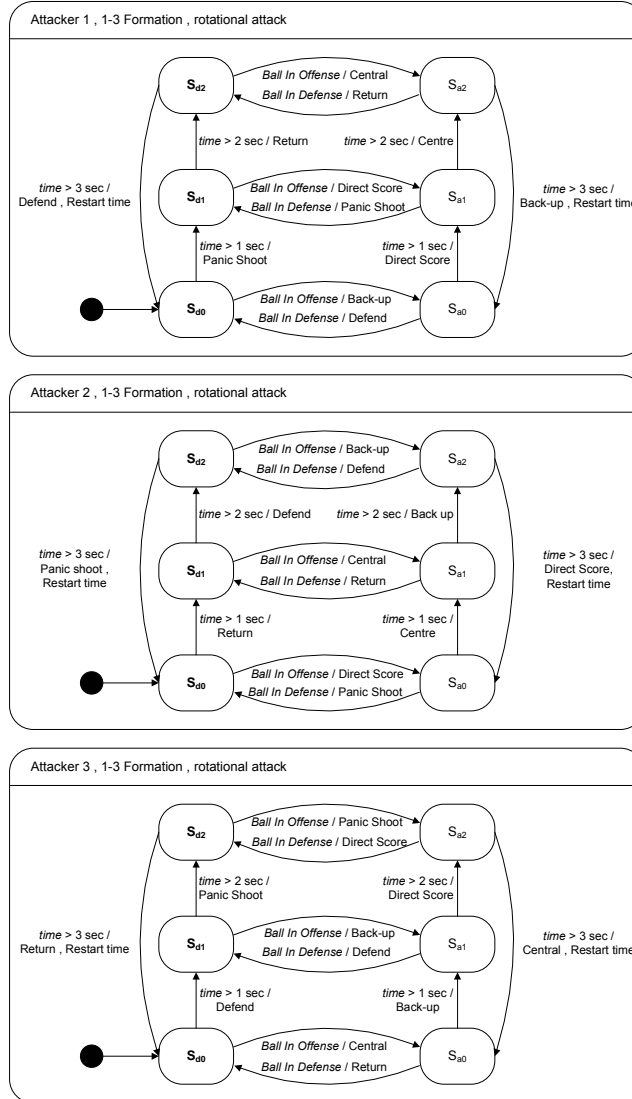 Attacker 1 , 1-3 Formation , rotational attack
Sd2
Ball In Offense / Central
Ball In Defense / Return
Sa2
time > 2 sec / Return
time > 2 sec / Centre
time > 3 sec /
Defend , Restart time
Sd1
Ball In Offense / Direct Score
Ball In Defense / Panic Shoot
Sa1
time > 3 sec /
Back-up , Restart time
time > 1 sec /
Panic Shoot
time > 1 sec /
Direct Score
Sd0
Ball In Offense / Back-up
Ball In Defense / Defend
Sa0
Attacker 2 , 1-3 Formation , rotational attack
Sd2
Ball In Offense / Back-up
Ball In Defense / Defend
Sa2
time > 2 sec / Defend
time > 2 sec / Back up
time > 3 sec /
Panic shoot ,
Restart time
Sd1
Ball In Offense / Central
Ball In Defense / Return
Sa1
time > 3 sec /
Direct Score,
Restart time
time > 1 sec /
Return
time > 1 sec /
Centre
Sd0
Ball In Offense / Direct Score
Ball In Defense / Panic Shoot
Sa0
Attacker 3 , 1-3 Formation , rotational attack
Sd2
Ball In Offense / Panic Shoot
Ball In Defense / Direct Score
Sa2
time > 2 sec /
Panic Shoot
time > 2 sec /
Direct Score
time > 3 sec /
Return , Restart time
Sd1
Ball In Offense / Back-up
Ball In Defense / Defend
Sa1
time > 3 sec /
Central , Restart time
time > 1 sec /
Defend
time > 1 sec /
Back-up
Sd0
Ball In Offense / Central
Ball In Defense / Return
Sa0